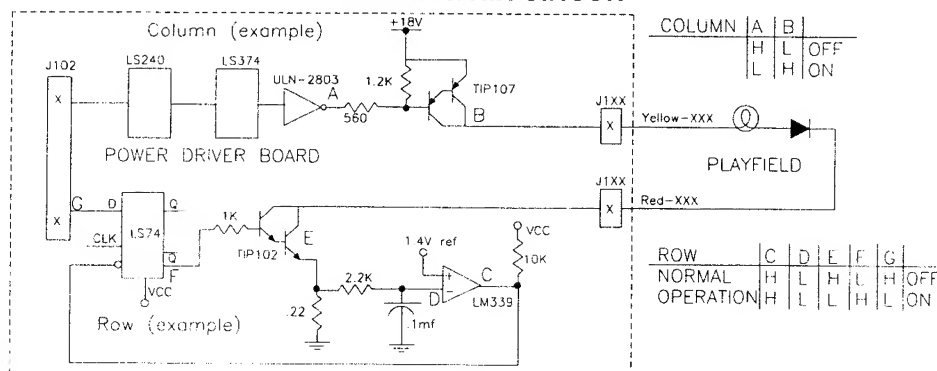 Column (example)
+18V
COLUMN A B
H L OFF
L H ON
J102
LS240
LS374
ULN-2803
A
1.2K
TIP107
X
560
B
J1XX
X
Yellow-XXX
POWER DRIVER BOARD
PLAYFIELD
J1XX
X
Red-XXX
G
X
D
Q
LS74
CLK
Q
F
VCC
1K
TIP102
E
1.4V ref
VCC
10K
2.2K
+
C
D
-
LM339
.22
.1mf
Row (example)
ROW C D E F G
NORMAL H L H L H OFF
OPERATION H L L H L ON